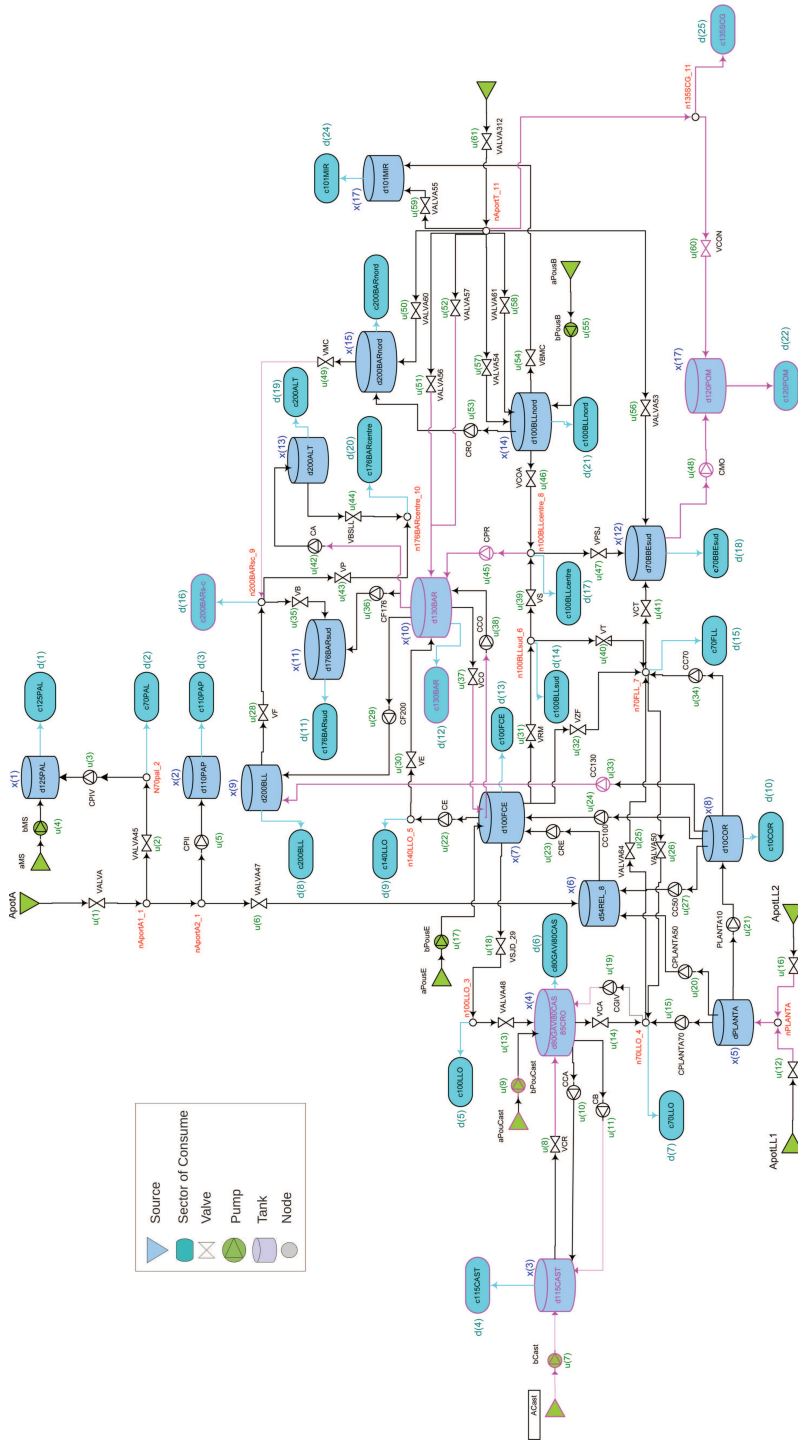 Source
Sector of Consume
Valve
Pump
Tank
Node
ApotA
u(1)
VALVA
nAportA1_1
u(2)
VALVA45
N70pal_2
d(2)
c70PAL
u(3)
CPIV
aMS
bMS
u(4)
x(1)
d125PAL
d(1)
c125PAL
nAportA2_1
CPII
u(5)
x(2)
d110PAP
d(3)
c110PAP
u(6)
VALVA47
ACast
bCast
u(7)
x(3)
d115CAST
d(4)
c115CAST
u(8)
VCR
CCA
u(10)
CB
u(11)
aPouCast
bPouCast
u(9)
x(4)
d80GAVi80CAS
85CRO
d(6)
c80GAVi80CAS
u(13)
VALVA48
n100LLO_3
d(5)
c100LLO
u(18)
VSJD_29
aPousE
bPousE
u(17)
VCA
u(14)
CGIV
u(19)
n70LLO_4
d(7)
c70LLO
u(15)
CPLANTA70
u(20)
CPLANTA50
x(5)
dPLANTA
nPLANTA
u(12)
ApotLL1
u(16)
ApotLL2
PLANTA10
u(21)
x(6)
d54REL_8
CC50
u(27)
u(23)
CRE
u(24)
CC100
CC130
u(33)
x(8)
d10COR
d(10)
c10COR
x(7)
d100FCE
d(13)
c100FCE
u(22)
CE
n140LLO_5
d(9)
c140LLO
u(30)
VE
x(9)
d200BLL
d(8)
c200BLL
u(28)
VF
u(29)
CF200
n200BARsc_9
d(16)
c200BARs-c
u(35)
VB
x(11)
d176BARsud
d(11)
c176BARsud
u(36)
CF176
x(10)
d130BAR
d(12)
c130BAR
u(37)
VCO
CCO
u(38)
u(43)
VP
u(42)
CA
x(13)
d200ALT
d(19)
c200ALT
VBSLL
u(44)
n176BARcentre_10
d(20)
c176BARcentre
u(49)
VMC
x(15)
d200BARnord
c200BARnord
u(50)
VALVA60
u(51)
VALVA56
u(52)
VALVA57
CRO
u(53)
u(57)
VALVA54
VALVA61
u(58)
x(14)
d100BLLnord
d(21)
c100BLLnord
u(54)
VBMC
aPousB
bPousB
u(55)
VCOA
u(46)
n100BLLcentre_8
d(17)
c100BLLcentre
u(45)
CPR
u(39)
VS
VPSJ
u(47)
n100BLLsud_6
d(14)
c100BLLsud
u(31)
VRM
u(40)
VT
u(32)
VZF
n70FLL_7
d(15)
c70FLL
u(34)
CC70
VALVA64
u(25)
VALVA50
u(26)
VCT
u(41)
x(12)
d70BBEsud
d(18)
c70BBEsud
u(48)
CMO
x(17)
d120POM
d(22)
c120POM
u(56)
VALVA53
u(60)
VCON
n135SCG_11
d(25)
c135SCG
nAportT_11
u(61)
VALVA312
u(59)
VALVA55
x(17)
d101MIR
d(24)
c101MIR